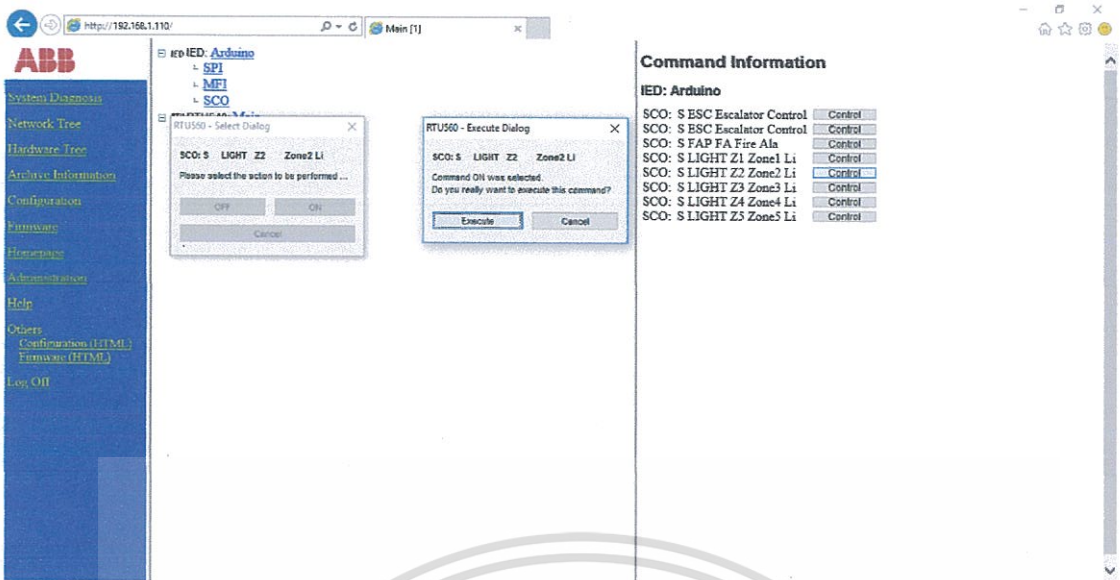 http://192.168.1.110/
Main [1]
ABB
System Diagnosis
Network Tree
Hardware Tree
Archive Information
Configuration
Firmware
Homepage
Administration
Help
Others
Configuration (HTML)
Firmware (HTML)
Log Off
IED IED: Arduino
SPI
MFI
SCO
Main
RTU560 - Select Dialog
SCO: S LIGHT Z2 Zone2 Li
Please select the action to be performed ...
OFF ON
Cancel
RTU560 - Execute Dialog
SCO: S LIGHT Z2 Zone2 Li
Command ON was selected.
Do you really want to execute this command?
Execute Cancel
Command Information
IED: Arduino
SCO: S ESC Escalator Control Control
SCO: S ESC Escalator Control Control
SCO: S FAP FA Fire Ala Control
SCO: S LIGHT Z1 Zone1 Li Control
SCO: S LIGHT Z2 Zone2 Li Control
SCO: S LIGHT Z3 Zone3 Li Control
SCO: S LIGHT Z4 Zone4 Li Control
SCO: S LIGHT Z5 Zone5 Li Control